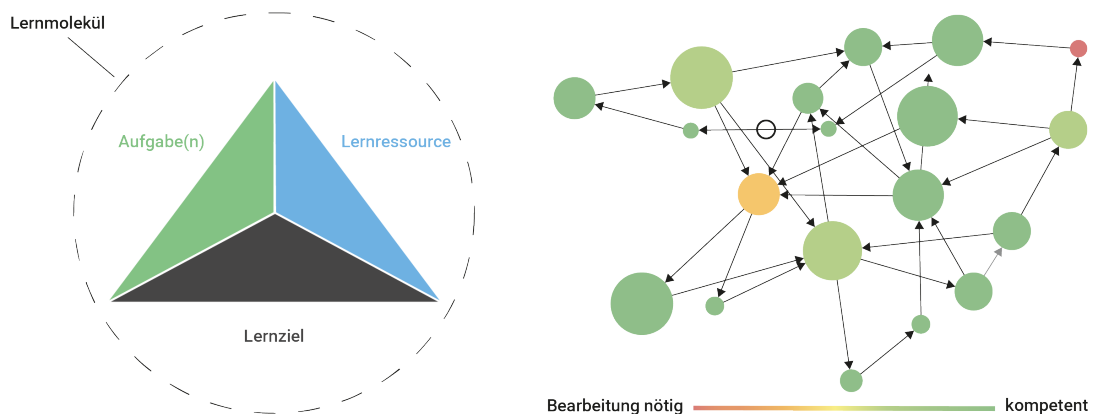 Lernmolekül
Aufgabe(n)
Lernressource
Lernziel
Bearbeitung nötig
kompetent